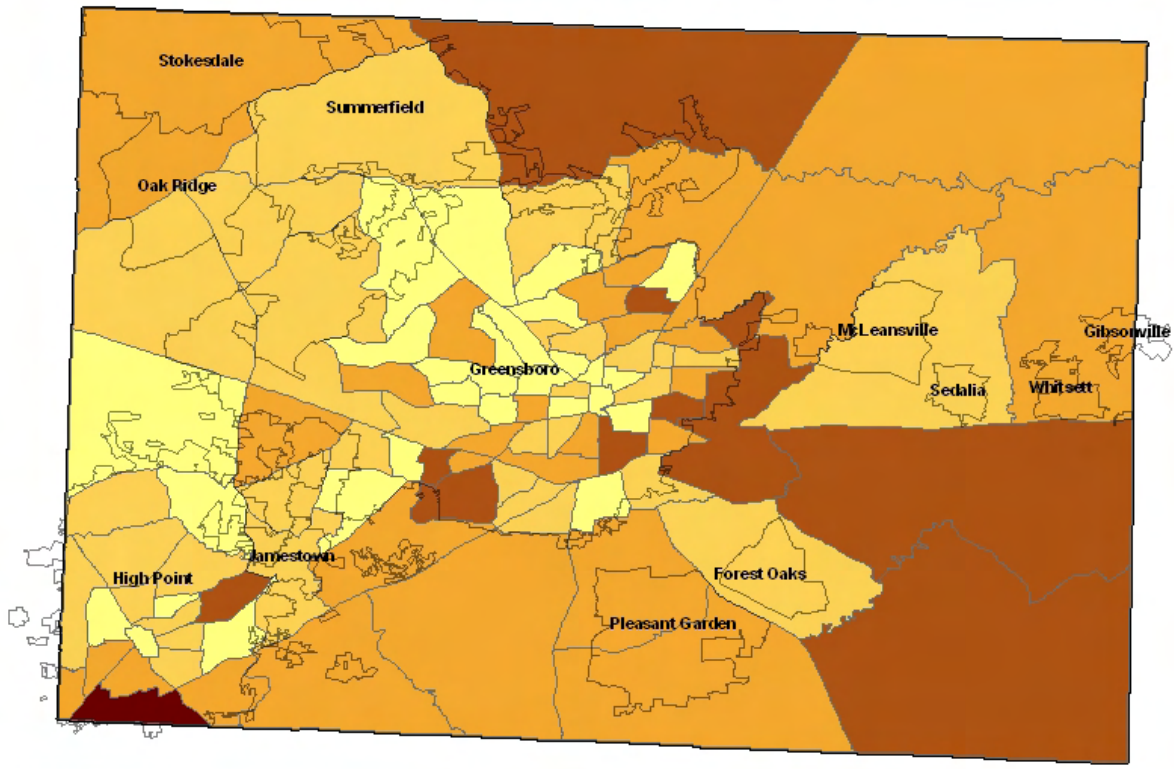 Stokesdale
Summerfield
Oak Ridge
McLeansville
Gibsonville
Greensboro
Sedalia
Whitsett
Jamestown
High Point
Forest Oaks
Pleasant Garden